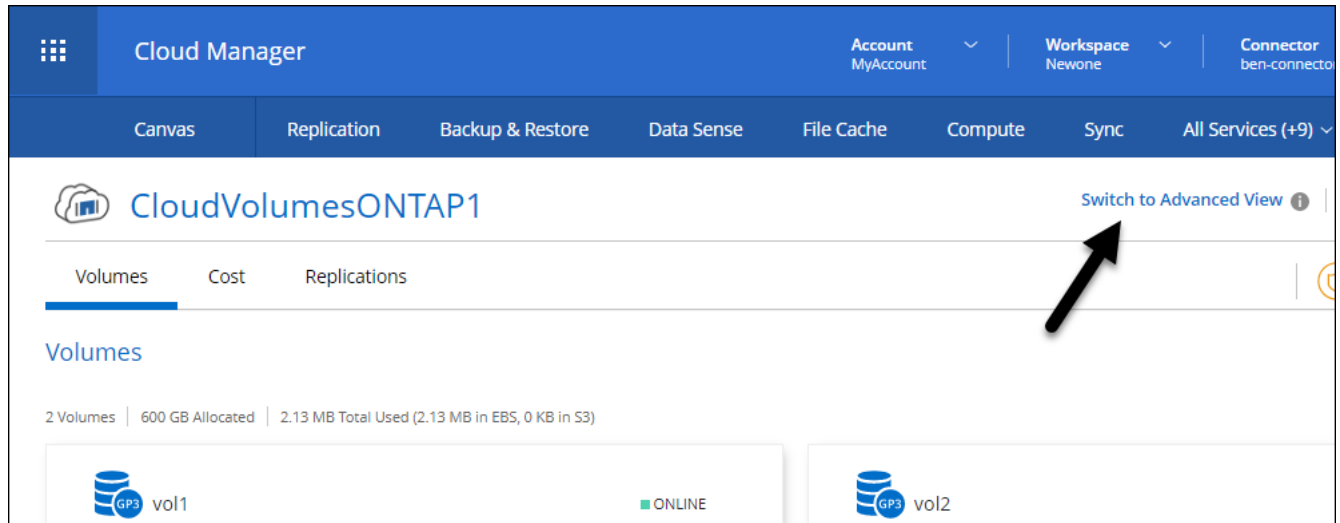 Cloud Manager
Account
MyAccount
Workspace
Newone
Connector
ben-connector
Canvas
Replication
Backup & Restore
Data Sense
File Cache
Compute
Sync
All Services (+9)
CloudVolumesONTAP1
Switch to Advanced View
Volumes
Cost
Replications
Volumes
2 Volumes
600 GB Allocated
2.13 MB Total Used (2.13 MB in EBS, 0 KB in S3)
GP3
vol1
ONLINE
GP3
vol2